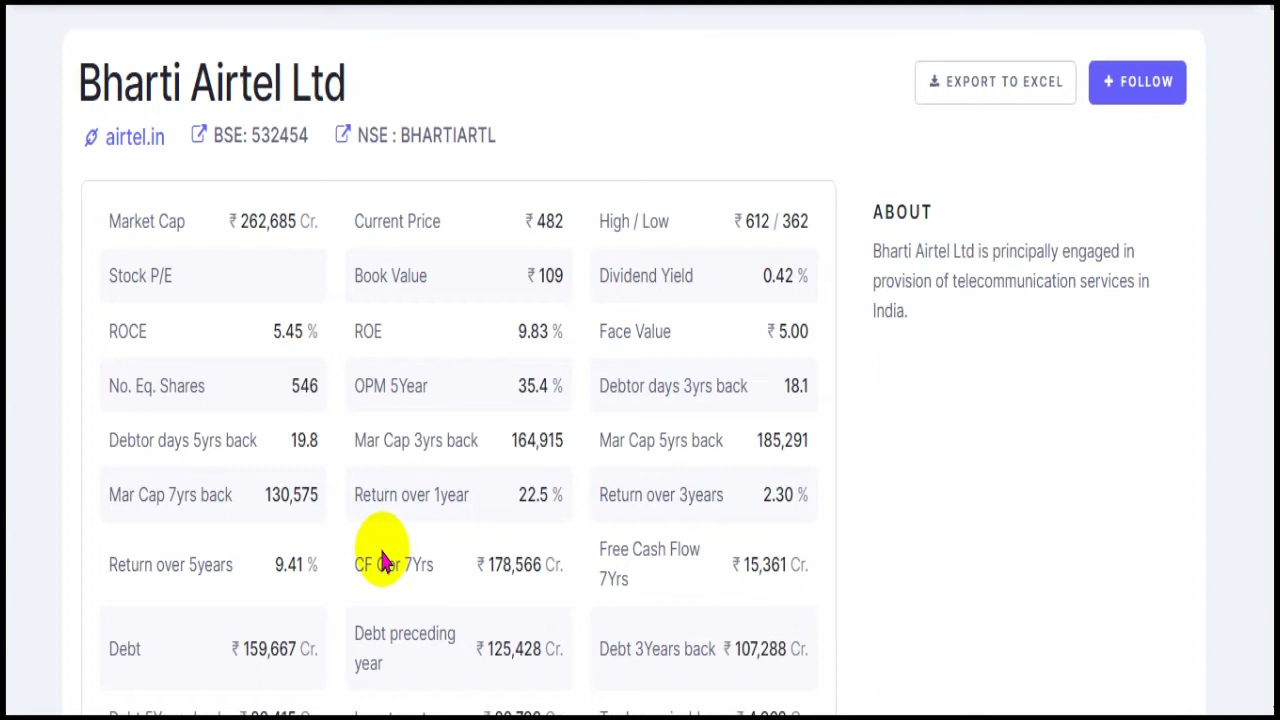 Bharti Airtel Ltd
EXPORT TO EXCEL
FOLLOW
airtel.in BSE: 532454 NSE : BHARTIARTL
Market Cap ₹ 262,685 Cr. Current Price ₹ 482 High / Low ₹ 612 / 362
Stock P/E Book Value ₹ 109 Dividend Yield 0.42 %
ROCE 5.45 % ROE 9.83 % Face Value ₹ 5.00
No. Eq. Shares 546 OPM 5Year 35.4 % Debtor days 3yrs back 18.1
Debtor days 5yrs back 19.8 Mar Cap 3yrs back 164,915 Mar Cap 5yrs back 185,291
Mar Cap 7yrs back 130,575 Return over 1year 22.5 % Return over 3years 2.30 %
Return over 5years 9.41 % CF 7Yrs ₹ 178,566 Cr. Free Cash Flow
7Yrs ₹ 15,361 Cr.
Debt ₹ 159,667 Cr. Debt preceding
year ₹ 125,428 Cr. Debt 3Years back ₹ 107,288 Cr.
ABOUT
Bharti Airtel Ltd is principally engaged in
provision of telecommunication services in
India.